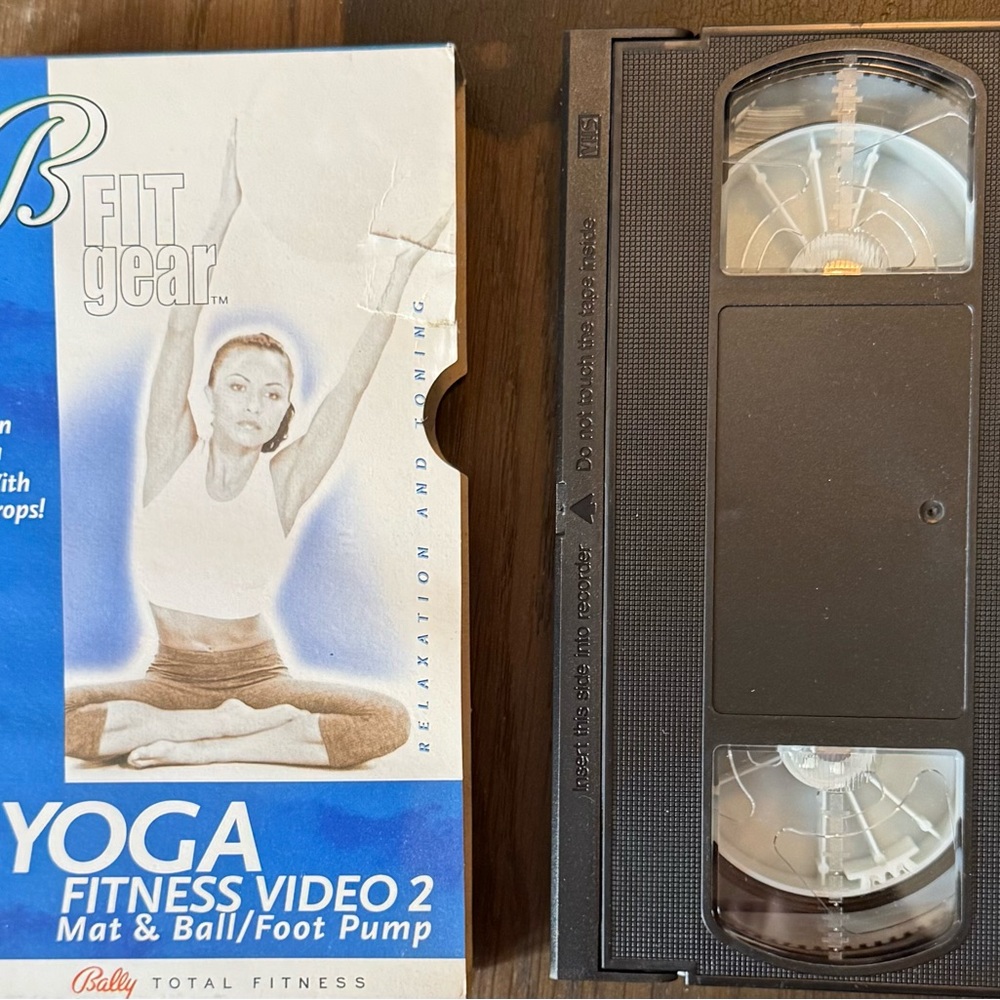 B
FIT
gear™
n
ith
rops!
RELAXATION AND TONING
YOGA
FITNESS VIDEO 2
Mat & Ball/Foot Pump
Bally TOTAL FITNESS
VHS
Insert this side into recorder ▲ Do not touch the tape inside